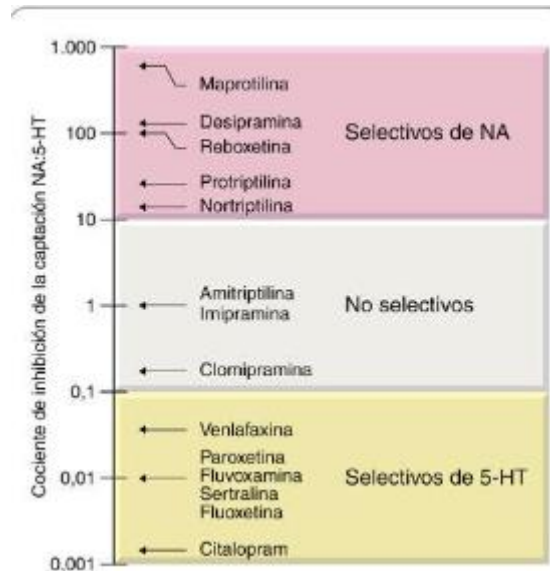 Cociente de inhibición de la captación NA:5-HT
1.000
Maprotilina
Desipramina
100
Selectivos de NA
Reboxetina
Protriptilina
Nortriptilina
10
Amitriptilina
1
No selectivos
Imipramina
Clomipramina
0,1
Venlafaxina
Paroxetina
0,01
Fluvoxamina
Selectivos de 5-HT
Sertralina
Fluoxetina
Citalopram
0.001